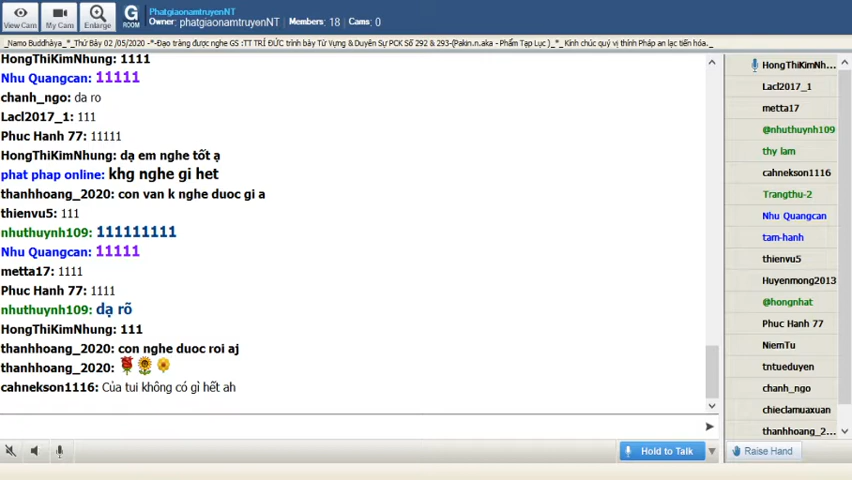 PhatgiaonamtruyenNT
Owner: phatgiaonamtruyenNT Members: 18 Cams: 0
View Cam My Cam Enlarge G ROOM
_Namo Buddhàya_*_Thứ Bảy 02 /05/2020 -*-Đạo tràng được nghe GS :TT TRÍ ĐỨC trình bày Từ Vựng & Duyên Sự PCK Số 292 & 293-(Pakin.n.aka - Phẩm Tạp Lục )_*_ Kính chúc quý vị thính Pháp an lạc tiến hóa._
HongThiKimNhung: 1111
Nhu Quangcan: 11111
chanh_ngo: da ro
Lacl2017_1: 111
Phuc Hanh 77: 11111
HongThiKimNhung: dạ em nghe tốt ạ
phat phap online: khg nghe gi het
thanhhoang_2020: con van k nghe duoc gi a
thienvu5: 111
nhuthuynh109: 111111111
Nhu Quangcan: 11111
metta17: 1111
Phuc Hanh 77: 1111
nhuthuynh109: dạ rõ
HongThiKimNhung: 111
thanhhoang_2020: con nghe duoc roi aj
thanhhoang_2020:
cahnekson1116: Của tui không có gì hết ah
HongThiKimNh...
Lacl2017_1
metta17
@nhuthuynh109
thy lam
cahnekson1116
Trangthu-2
Nhu Quangcan
tam-hanh
thienvu5
Huyenmong2013
@hongnhat
Phuc Hanh 77
NiemTu
tntueduyen
chanh_ngo
chieclamuaxuan
thanhhoang_2...
Hold to Talk
Raise Hand